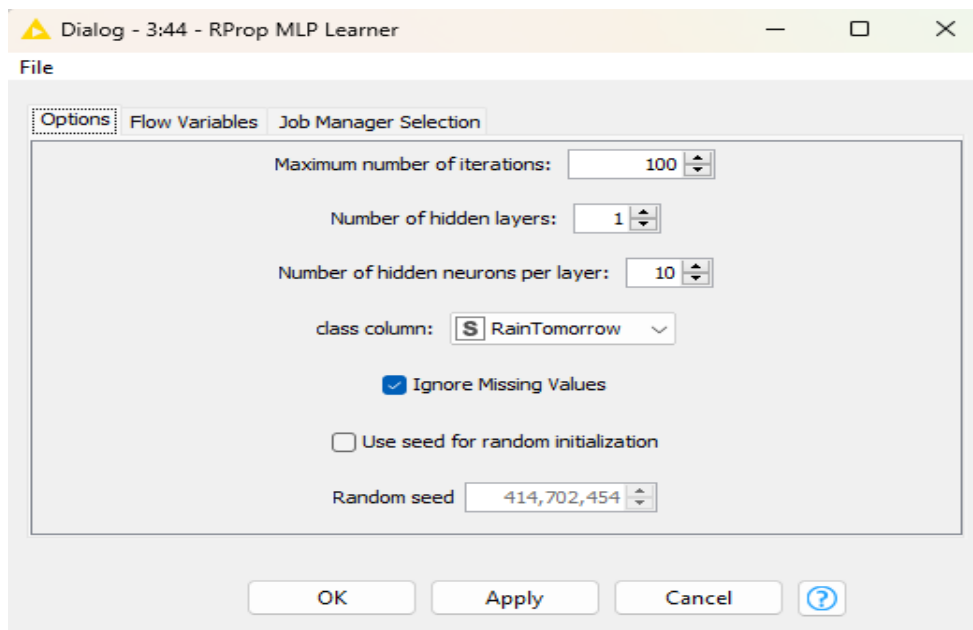 Dialog - 3:44 - RProp MLP Learner
File
Options Flow Variables Job Manager Selection
Maximum number of iterations: 100
Number of hidden layers: 1
Number of hidden neurons per layer: 10
class column: S RainTomorrow
Ignore Missing Values
Use seed for random initialization
Random seed 414,702,454
OK Apply Cancel ?